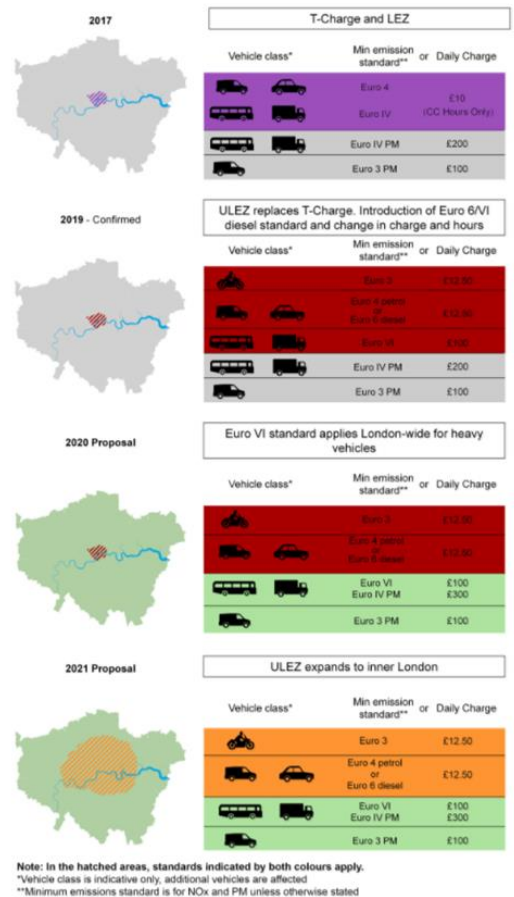 2017
T-Charge and LEZ
Vehicle class*
Min emission
standard**
or Daily Charge
Euro 4
Euro IV
£10
(CC Hours Only)
Euro IV PM £200
Euro 3 PM £100
2019 - Confirmed
ULEZ replaces T-Charge. Introduction of Euro 6/VI
diesel standard and change in charge and hours
Vehicle class*
Min emission
standard**
or Daily Charge
Euro 3 £12.50
Euro 4 petrol
or
Euro 6 diesel
£12.50
Euro VI £100
Euro IV PM £200
Euro 3 PM £100
2020 Proposal
Euro VI standard applies London-wide for heavy
vehicles
Vehicle class*
Min emission
standard**
or Daily Charge
Euro 3 £12.50
Euro 4 petrol
or
Euro 6 diesel
£12.50
Euro VI £100
Euro IV PM £300
Euro 3 PM £100
2021 Proposal
ULEZ expands to inner London
Vehicle class*
Min emission
standard**
or Daily Charge
Euro 3 £12.50
Euro 4 petrol
or
Euro 6 diesel
£12.50
Euro VI £100
Euro IV PM £300
Euro 3 PM £100
Note: In the hatched areas, standards indicated by both colours apply.
*Vehicle class is indicative only, additional vehicles are affected
**Minimum emissions standard is for NOx and PM unless otherwise stated